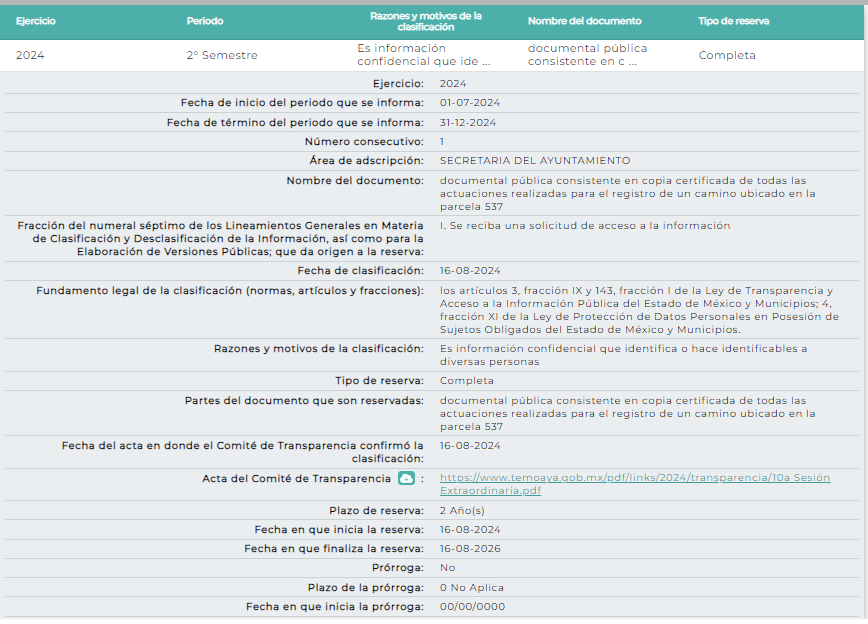 Ejercicio Periodo Razones y motivos de la clasificación Nombre del documento Tipo de reserva
2024 2° Semestre Es información confidencial que ide ... documental pública consistente en c ... Completa
Ejercicio: 2024
Fecha de inicio del periodo que se informa: 01-07-2024
Fecha de término del periodo que se informa: 31-12-2024
Número consecutivo: 1
Área de adscripción: SECRETARIA DEL AYUNTAMIENTO
Nombre del documento: documental pública consistente en copia certificada de todas las
actuaciones realizadas para el registro de un camino ubicado en la
parcela 537
Fracción del numeral séptimo de los Lineamientos Generales en Materia
de Clasificación y Desclasificación de la Información, así como para la
Elaboración de Versiones Públicas; que da origen a la reserva:
I. Se reciba una solicitud de acceso a la información
Fecha de clasificación: 16-08-2024
Fundamento legal de la clasificación (normas, artículos y fracciones): los artículos 3, fracción IX y 143, fracción I de la Ley de Transparencia y
Acceso a la Información Pública del Estado de México y Municipios; 4,
fracción XI de la Ley de Protección de Datos Personales en Posesión de
Sujetos Obligados del Estado de México y Municipios.
Razones y motivos de la clasificación: Es información confidencial que identifica o hace identificables a
diversas personas
Tipo de reserva: Completa
Partes del documento que son reservadas: documental pública consistente en copia certificada de todas las
actuaciones realizadas para el registro de un camino ubicado en la
parcela 537
Fecha del acta en donde el Comité de Transparencia confirmó la
clasificación:
16-08-2024
Acta del Comité de Transparencia : https://www.temoaya.gob.mx/pdf/links/2024/transparencia/10a Sesión
Extraordinaria.pdf
Plazo de reserva: 2 Año(s)
Fecha en que inicia la reserva: 16-08-2024
Fecha en que finaliza la reserva: 16-08-2026
Prórroga: No
Plazo de la prórroga: 0 No Aplica
Fecha en que inicia la prórroga: 00/00/0000